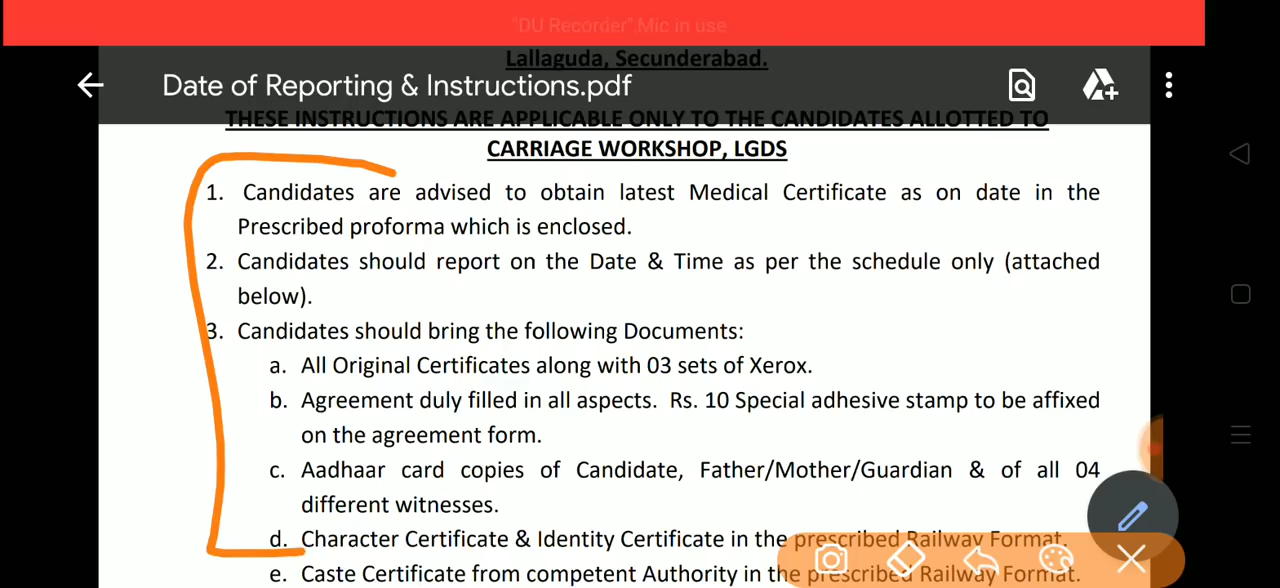 "DU Recorder".Mic in use
Lallaguda, Secunderabad.
Date of Reporting & Instructions.pdf
THESE INSTRUCTIONS ARE APPLICABLE ONLY TO THE CANDIDATES ALLOTTED TO
CARRIAGE WORKSHOP, LGDS
1. Candidates are advised to obtain latest Medical Certificate as on date in the
Prescribed proforma which is enclosed.
2. Candidates should report on the Date & Time as per the schedule only (attached
below).
3. Candidates should bring the following Documents:
a. All Original Certificates along with 03 sets of Xerox.
b. Agreement duly filled in all aspects. Rs. 10 Special adhesive stamp to be affixed
on the agreement form.
c. Aadhaar card copies of Candidate, Father/Mother/Guardian & of all 04
different witnesses.
d. Character Certificate & Identity Certificate in the prescribed Railway Format.
e. Caste Certificate from competent Authority in the prescribed Railway Format.